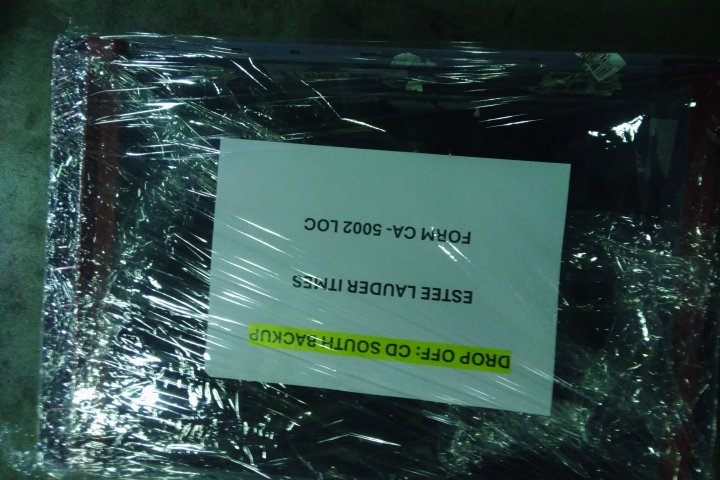 DROP OFF: CD SOUTH BACKUP
ESTEE LAUDER ITMES
FORM CA- 5002 LOC